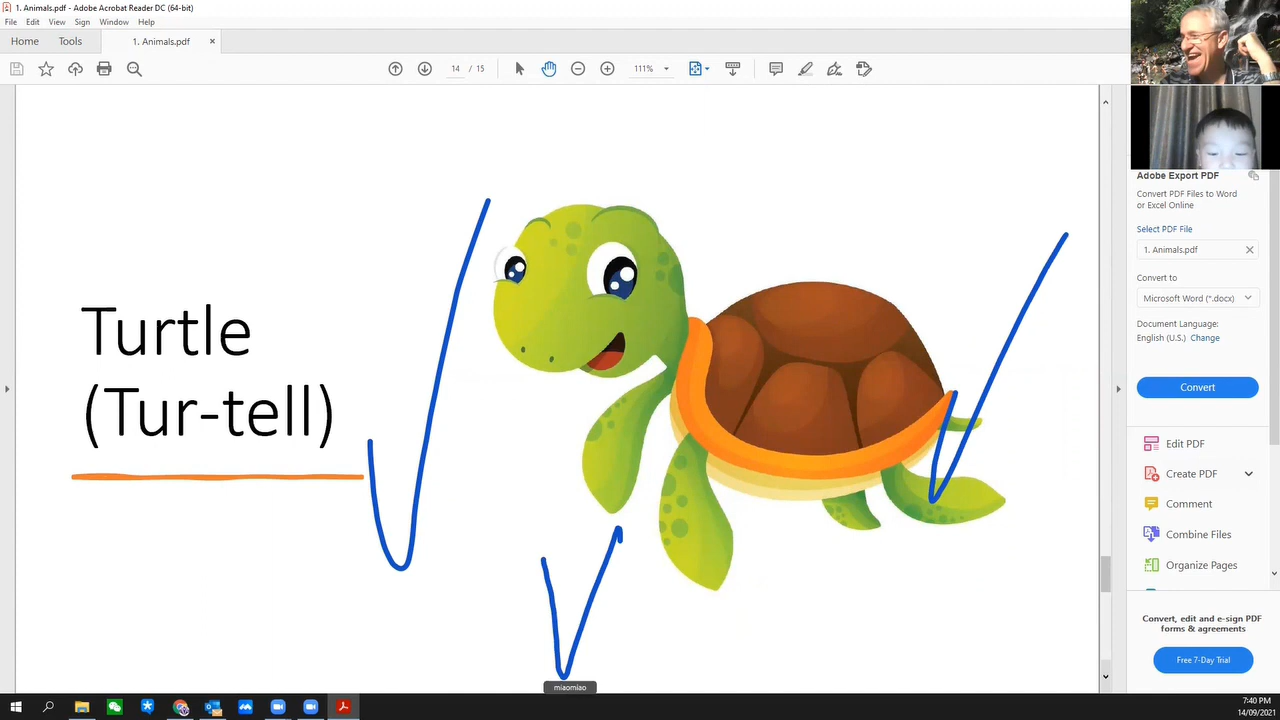 1. Animals.pdf - Adobe Acrobat Reader DC (64-bit)
File Edit View Sign Window Help
Home Tools 1. Animals.pdf ×
14 / 15 111%
Turtle
(Tur-tell)
miaomiao
Adobe Export PDF
Convert PDF Files to Word
or Excel Online
Select PDF File
1. Animals.pdf
Convert to
Microsoft Word (*.docx)
Document Language:
English (U.S.) Change
Convert
Edit PDF
Create PDF
Comment
Combine Files
Organize Pages
Convert, edit and e-sign PDF
forms & agreements
Free 7-Day Trial
7:40 PM
14/09/2021